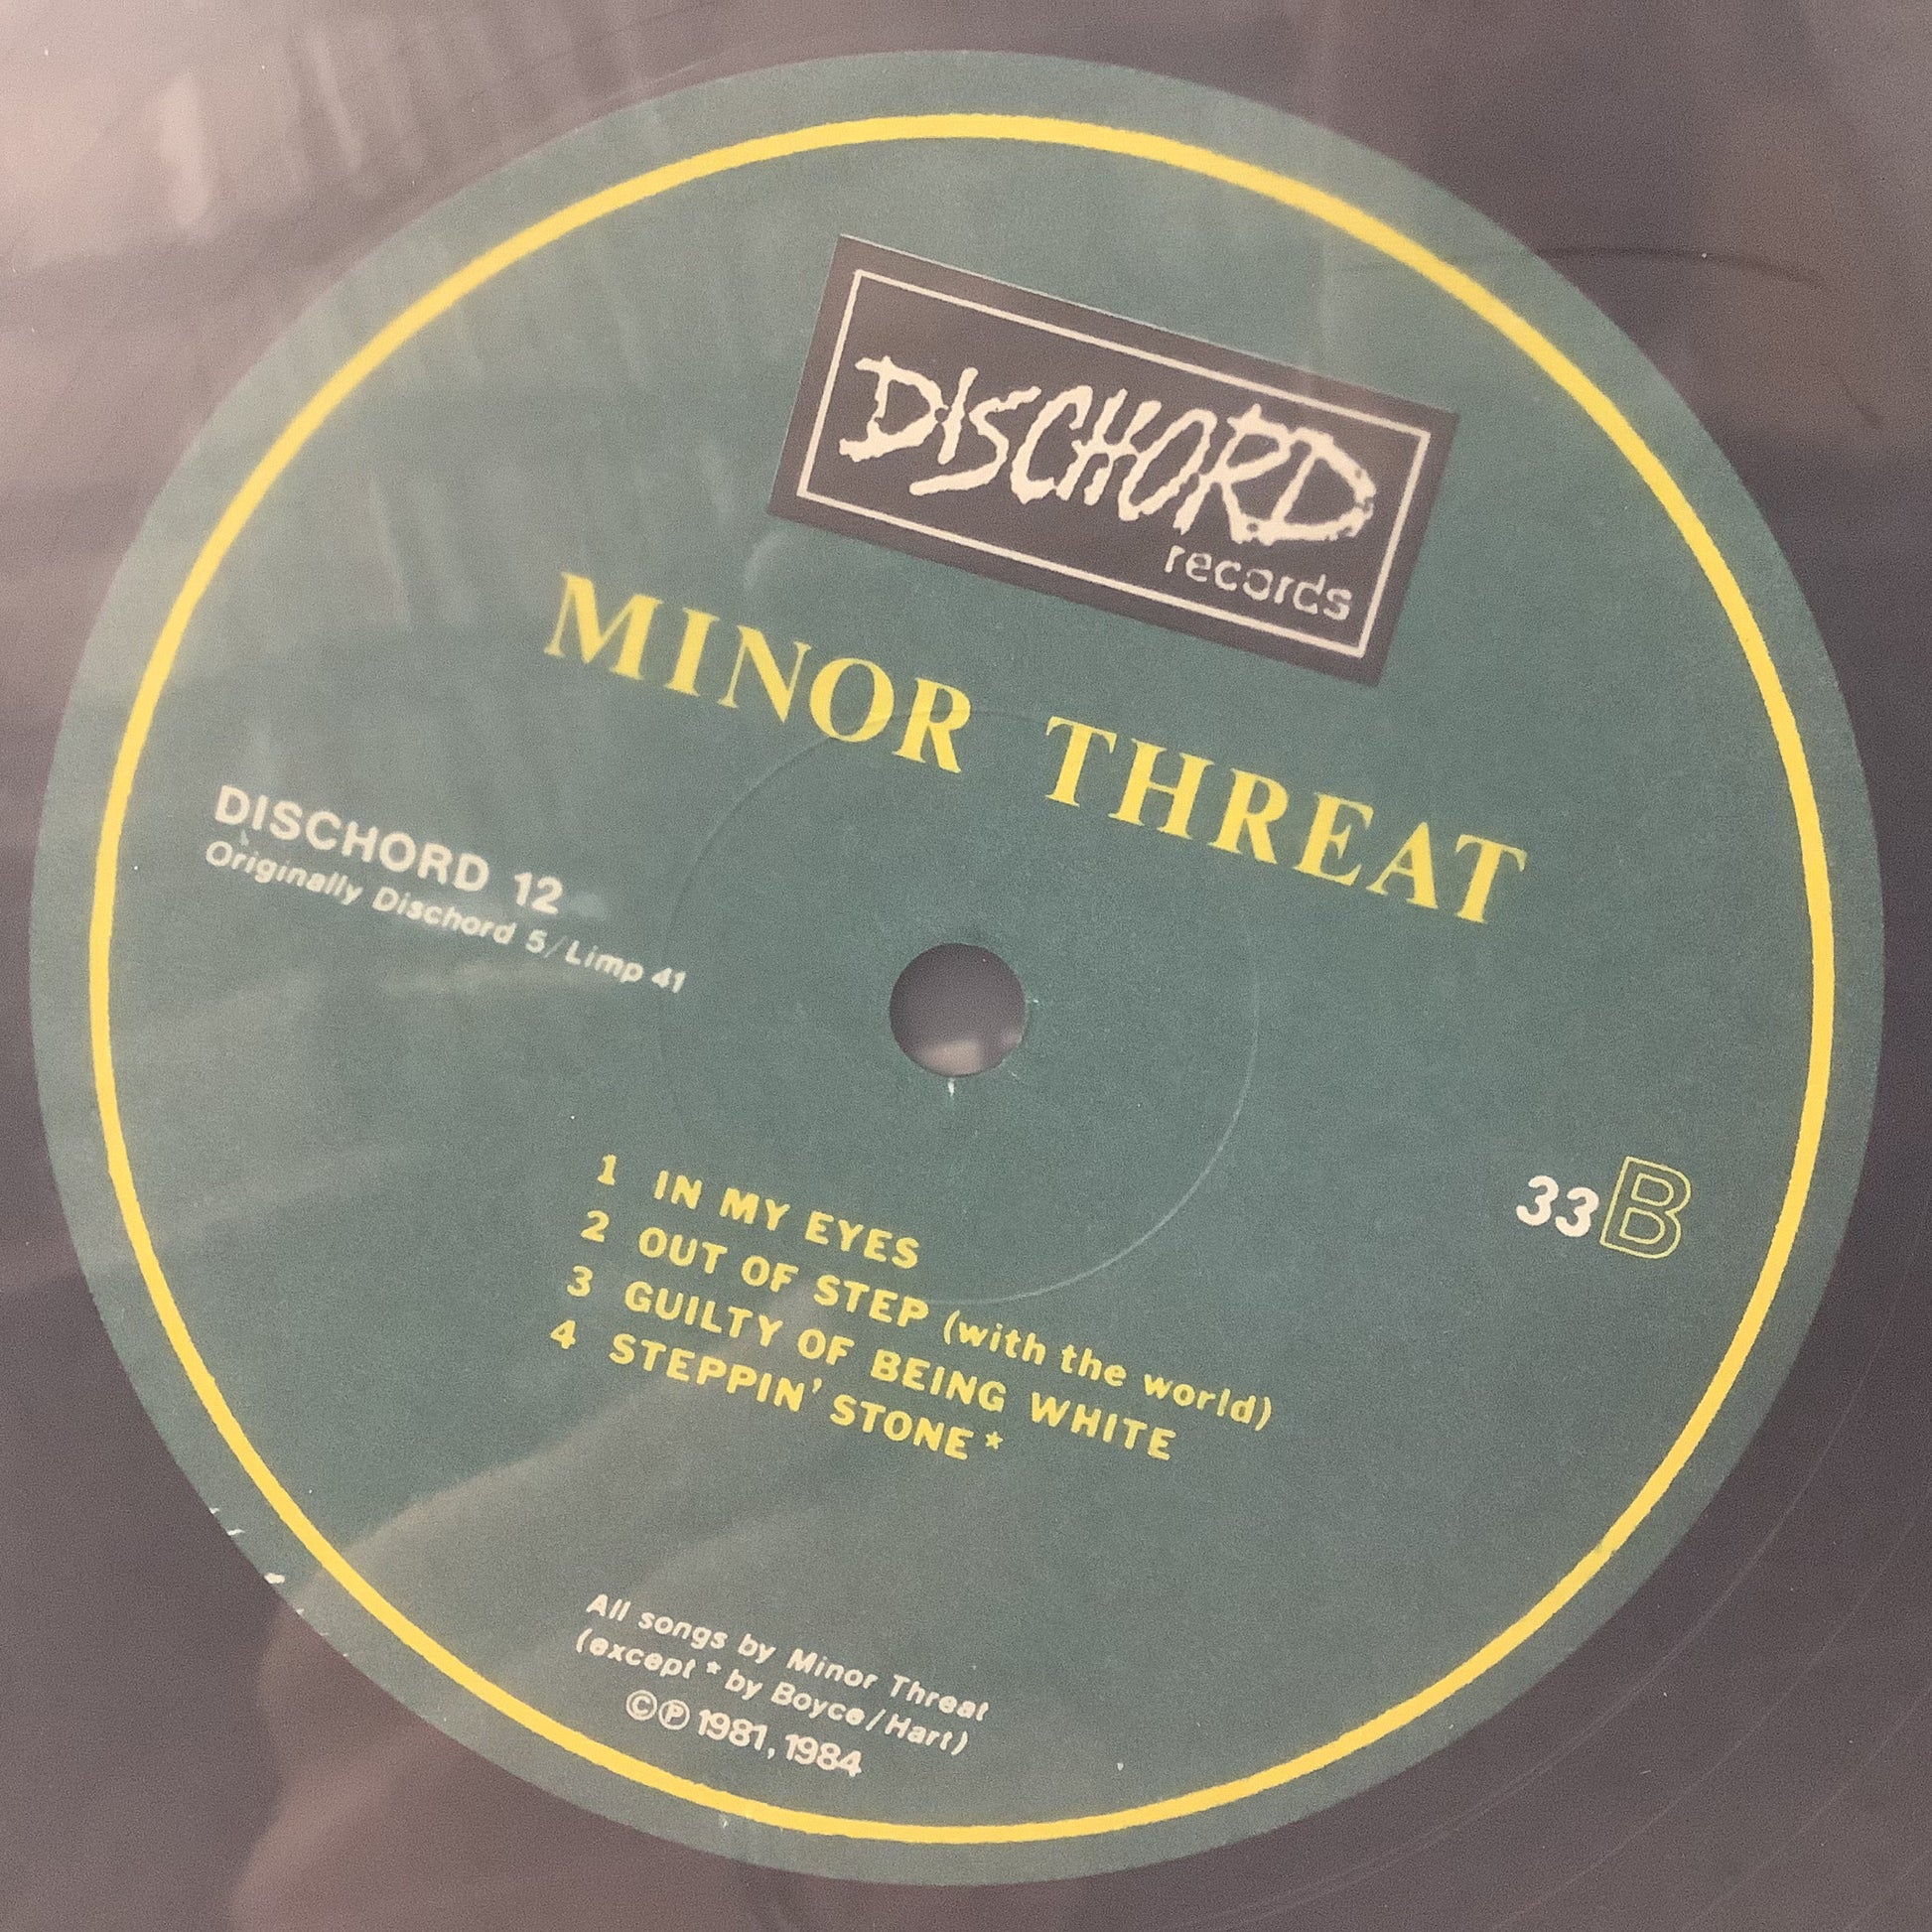 DISCHORD
records
MINOR THREAT
DISCHORD 12
Originally Dischord 5/Limp 41
33 B
1 IN MY EYES
2 OUT OF STEP (with the world)
3 GUILTY OF BEING WHITE
4 STEPPIN' STONE *
All songs by Minor Threat
(except * by Boyce/Hart)
©℗ 1981, 1984